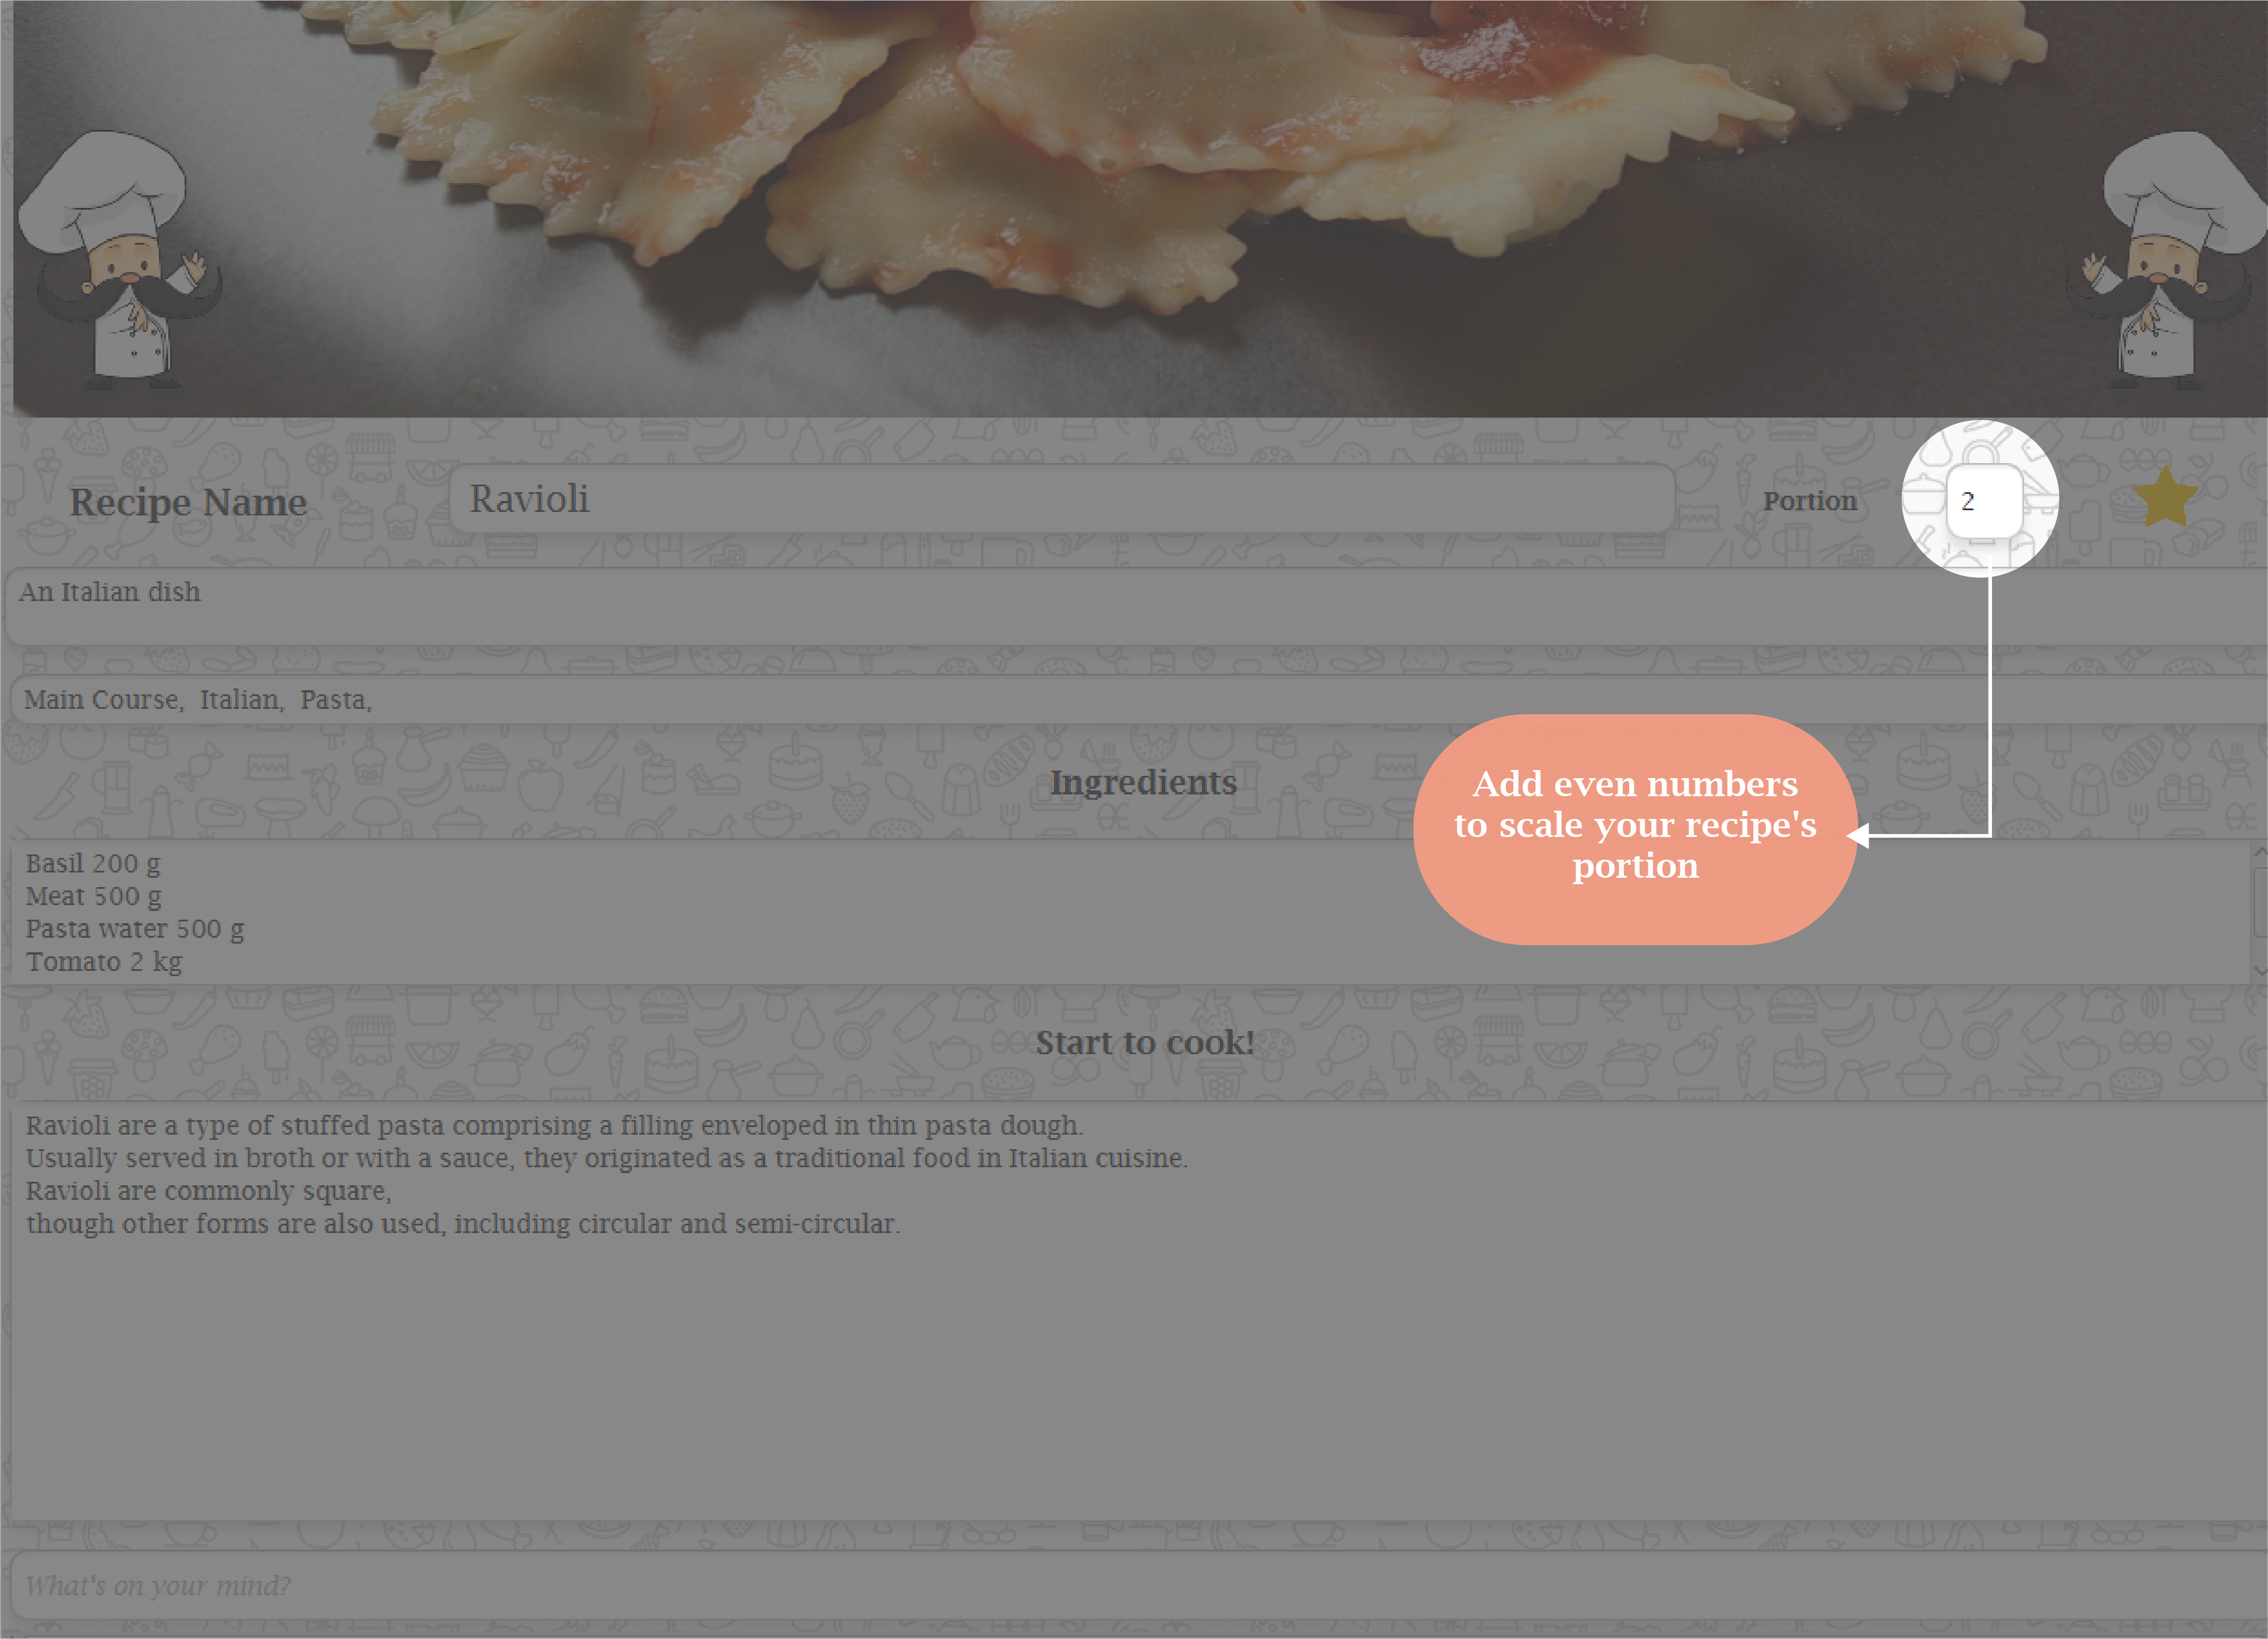 Recipe Name
Ravioli
Portion
2
An Italian dish
Main Course,  Italian,  Pasta,
Ingredients
Add even numbers
to scale your recipe's
portion
Basil 200 g
Meat 500 g
Pasta water 500 g
Tomato 2 kg
Start to cook!
Ravioli are a type of stuffed pasta comprising a filling enveloped in thin pasta dough.
Usually served in broth or with a sauce, they originated as a traditional food in Italian cuisine.
Ravioli are commonly square,
though other forms are also used, including circular and semi-circular.
What's on your mind?